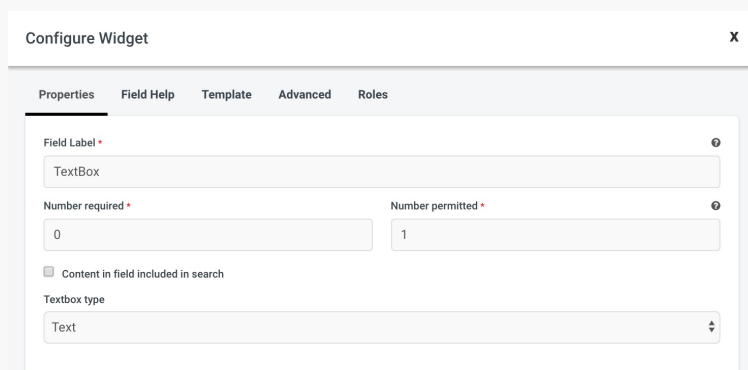 Configure Widget X
Properties Field Help Template Advanced Roles
Field Label * ?
TextBox
Number required * Number permitted * ?
0 1
Content in field included in search
Textbox type
Text